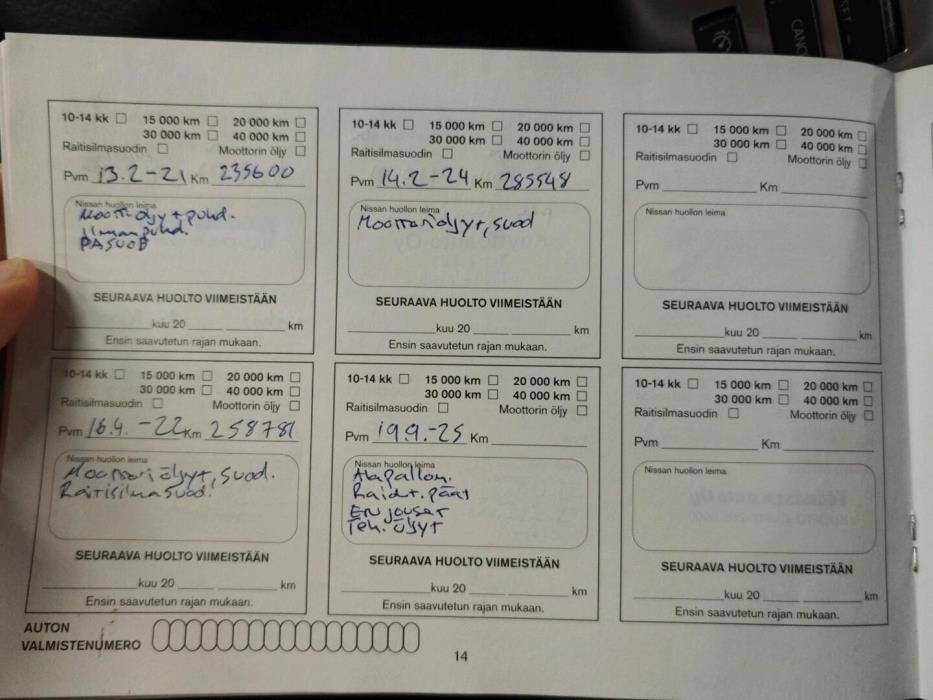 10-14 kk 15 000 km 20 000 km
30 000 km 40 000 km
Raitisilmasuodin Moottorin öljy
Pvm 13.2-21 Km 235600
Nissan huollon leima
Moott.öljy+puhd.
Ilmanpuhd.
PASUOB
SEURAAVA HUOLTO VIIMEISTÄÄN
kuu 20 km
Ensin saavutetun rajan mukaan.
10-14 kk 15 000 km 20 000 km
30 000 km 40 000 km
Raitisilmasuodin Moottorin öljy
Pvm 14.2-24 Km 285548
Nissan huollon leima
Moottoriöljyt, suod
SEURAAVA HUOLTO VIIMEISTÄÄN
kuu 20 km
Ensin saavutetun rajan mukaan.
10-14 kk 15 000 km 20 000 km
30 000 km 40 000 km
Raitisilmasuodin Moottorin öljy
Pvm Km
Nissan huollon leima
SEURAAVA HUOLTO VIIMEISTÄÄN
kuu 20 km
Ensin saavutetun rajan mukaan.
10-14 kk 15 000 km 20 000 km
30 000 km 40 000 km
Raitisilmasuodin Moottorin öljy
Pvm 16.4.-22 Km 258781
Nissan huollon leima
Moottoriöljyt, suod.
Raitisilmasuod.
SEURAAVA HUOLTO VIIMEISTÄÄN
kuu 20 km
Ensin saavutetun rajan mukaan.
10-14 kk 15 000 km 20 000 km
30 000 km 40 000 km
Raitisilmasuodin Moottorin öljy
Pvm 19.9.-25 Km
Nissan huollon leima
Alapallon.
Raidt. päät
EN jouset
Teh. öljyt
SEURAAVA HUOLTO VIIMEISTÄÄN
kuu 20 km
Ensin saavutetun rajan mukaan.
10-14 kk 15 000 km 20 000 km
30 000 km 40 000 km
Raitisilmasuodin Moottorin öljy
Pvm Km
Nissan huollon leima
SEURAAVA HUOLTO VIIMEISTÄÄN
kuu 20 km
Ensin saavutetun rajan mukaan.
AUTON
VALMISTENUMERO
14